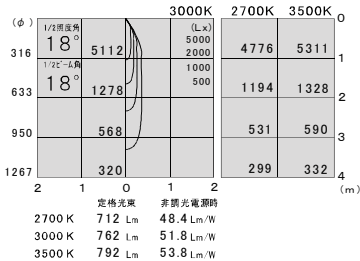 (φ) 3000K 2700K 3500K
1/2照度角 (Lx) 0
18° 5000
316 5112 2000 4776 5311 1
1/2ビーム角 1000
18° 500
633 1278 1194 1328 2
950 568 531 590 3
1267 320 299 332 4
2 1 0 1 2 (m)
定格光束 非調光電源時
2700K 712 Lm 48.4 Lm/W
3000K 762 Lm 51.8 Lm/W
3500K 792 Lm 53.8 Lm/W